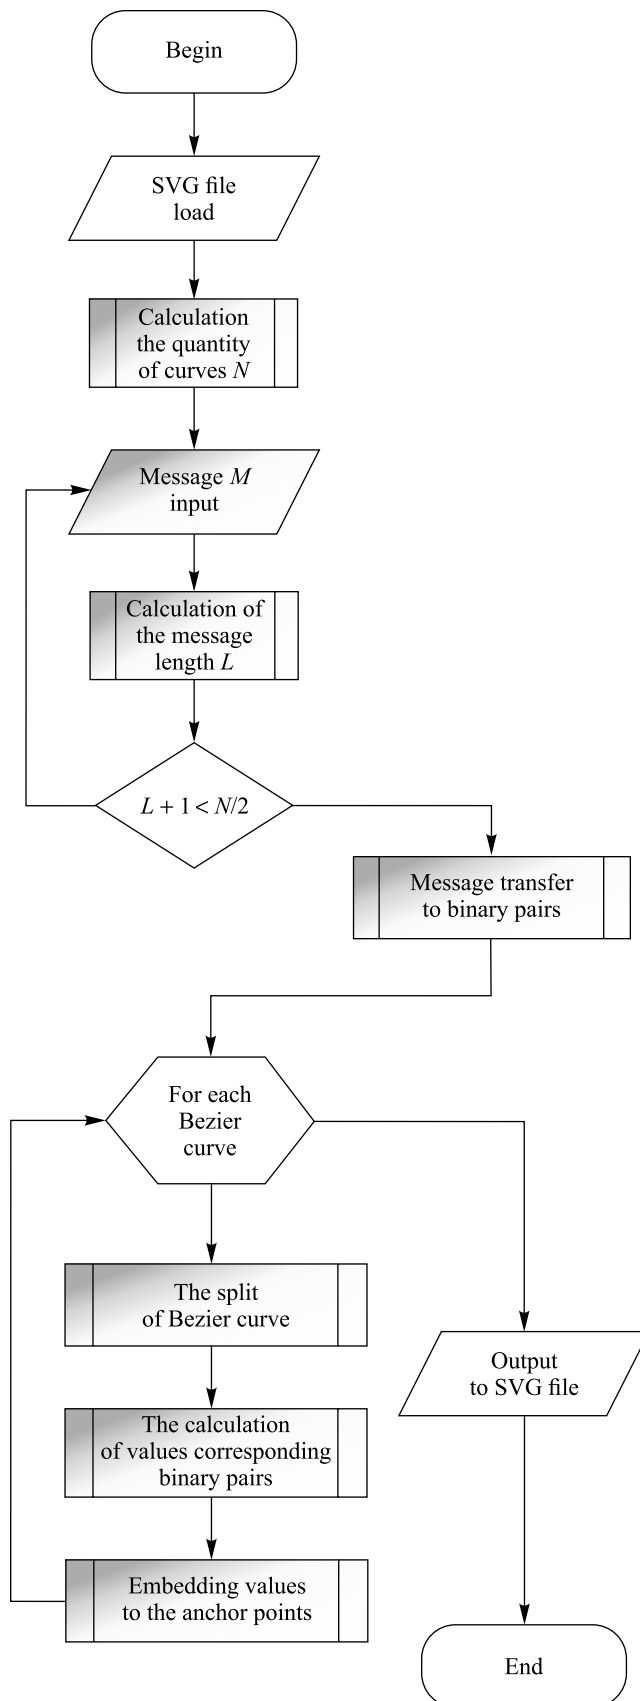 Begin
SVG file
load
Calculation
the quantity
of curves N
Message M
input
Calculation of
the message
length L
L + 1 < N/2
Message transfer
to binary pairs
For each
Bezier
curve
The split
of Bezier curve
The calculation
of values corresponding
binary pairs
Embedding values
to the anchor points
Output
to SVG file
End